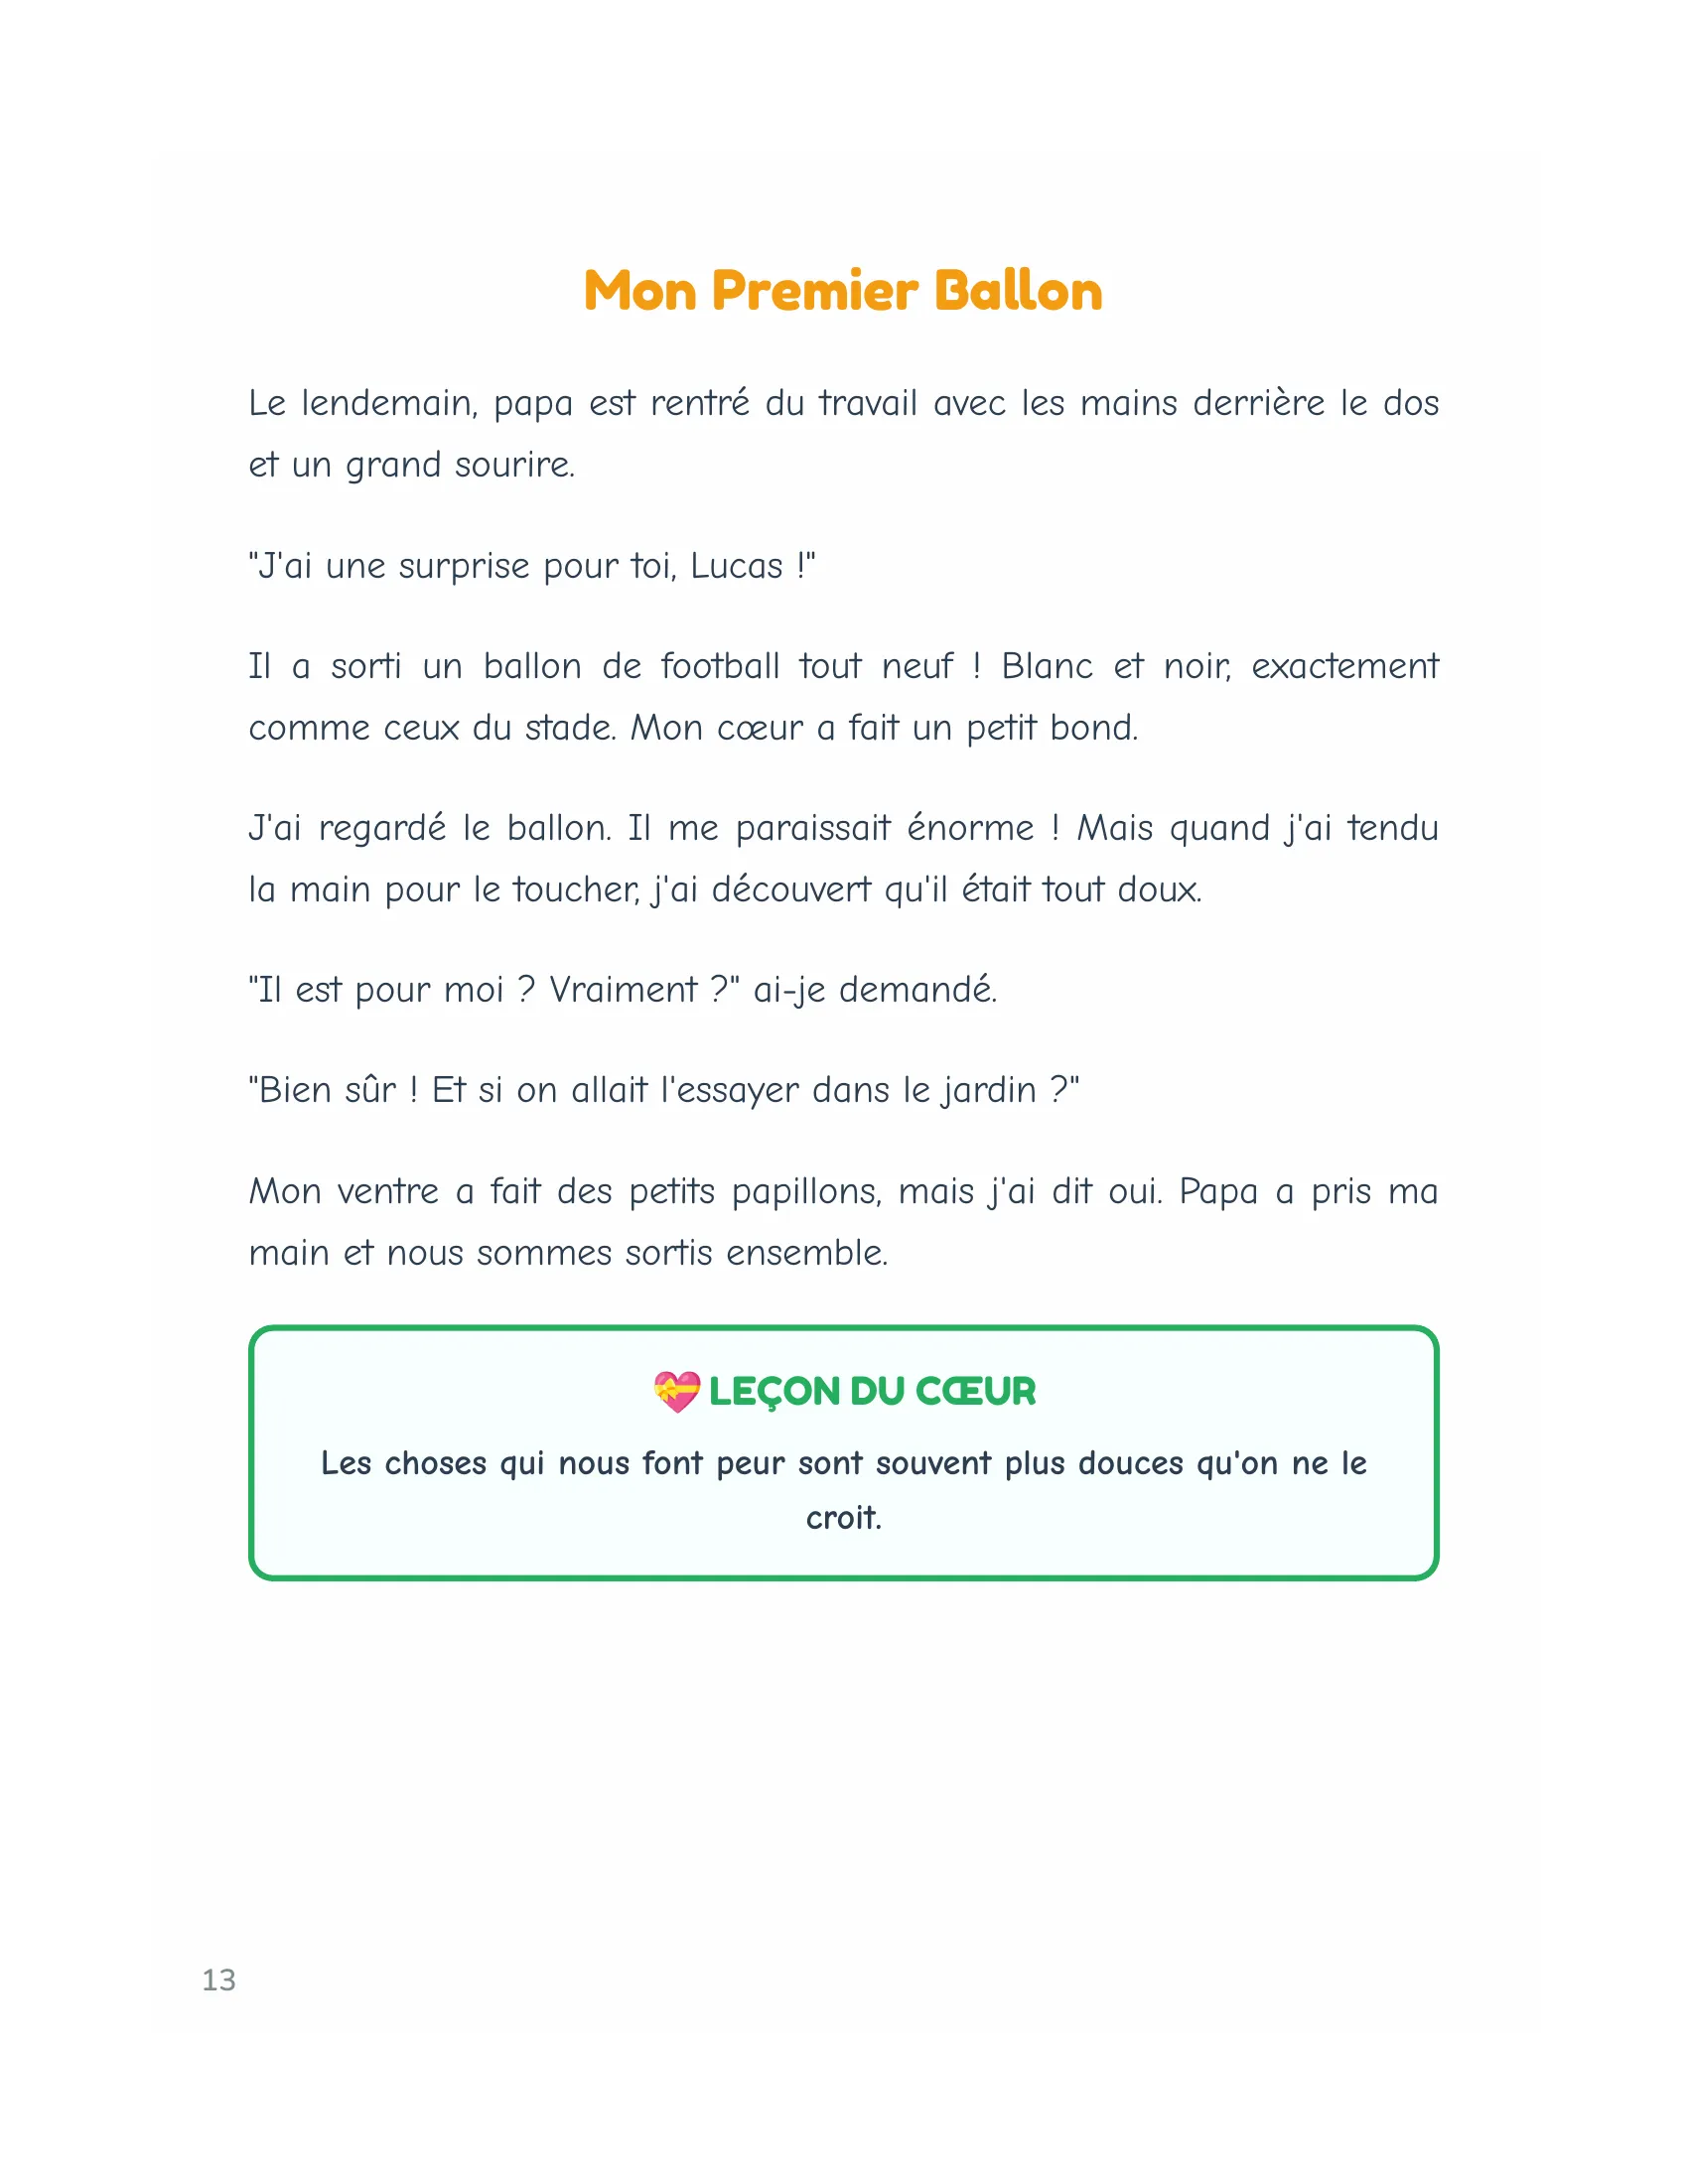 Mon Premier Ballon
Le lendemain, papa est rentré du travail avec les mains derrière le dos
et un grand sourire.
"J'ai une surprise pour toi, Lucas !"
Il a sorti un ballon de football tout neuf ! Blanc et noir, exactement
comme ceux du stade. Mon cœur a fait un petit bond.
J'ai regardé le ballon. Il me paraissait énorme ! Mais quand j'ai tendu
la main pour le toucher, j'ai découvert qu'il était tout doux.
"Il est pour moi ? Vraiment ?" ai-je demandé.
"Bien sûr ! Et si on allait l'essayer dans le jardin ?"
Mon ventre a fait des petits papillons, mais j'ai dit oui. Papa a pris ma
main et nous sommes sortis ensemble.
💝 LEÇON DU CŒUR
Les choses qui nous font peur sont souvent plus douces qu'on ne le
croit.
13